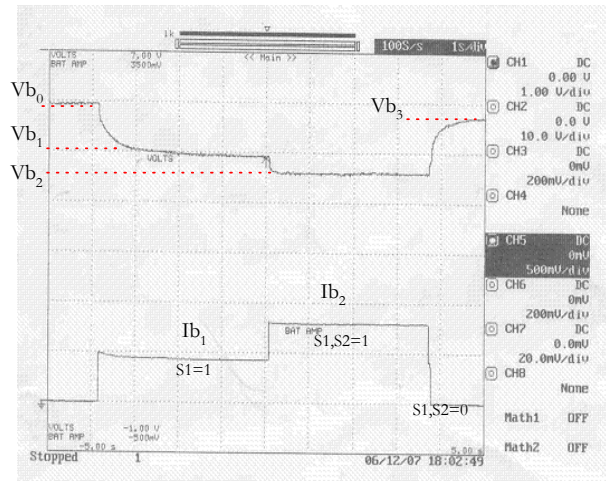 1k
100S/s 1s/div
<< Main >>
VOLTS 7.00 V
BAT AMP 3500mV
Vb0
Vb1
Vb2
Vb3
VOLTS
Ib1
Ib2
BAT AMP
S1=1
S1,S2=1
S1,S2=0
VOLTS -1.00 V
BAT AMP -500mV
-5.00 s
5.00 s
Stopped 1 06/12/07 18:02:49
CH1 DC
0.00 V
1.00 V/div
CH2 DC
0.0 V
10.0 V/div
CH3 DC
0mV
200mV/div
CH4
None
CH5 DC
0mV
500mV/div
CH6 DC
0mV
200mV/div
CH7 DC
0.0mV
20.0mV/div
CH8
None
Math1 OFF
Math2 OFF